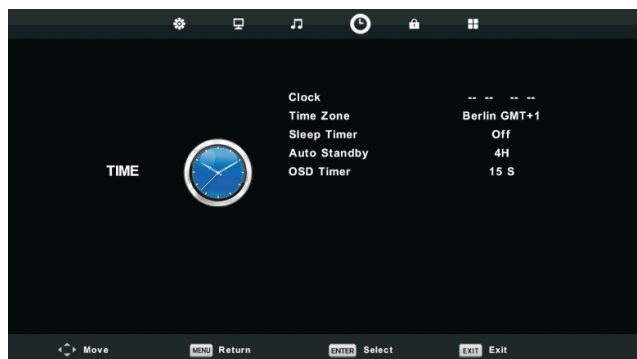 Clock -- -- -- --
Time Zone Berlin GMT+1
Sleep Timer Off
Auto Standby 4H
TIME
OSD Timer 15 S
Move MENU Return ENTER Select EXIT Exit